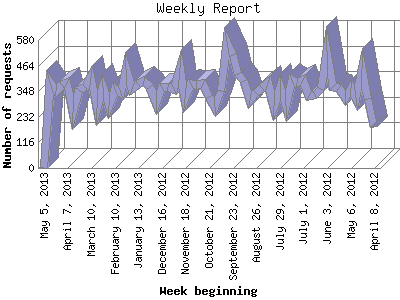 Weekly Report
Number of requests
580
464
348
232
116
0
May 5, 2013
April 7, 2013
March 10, 2013
February 10, 2013
January 13, 2013
December 16, 2012
November 18, 2012
October 21, 2012
September 23, 2012
August 26, 2012
July 29, 2012
July 1, 2012
June 3, 2012
May 6, 2012
April 8, 2012
Week beginning